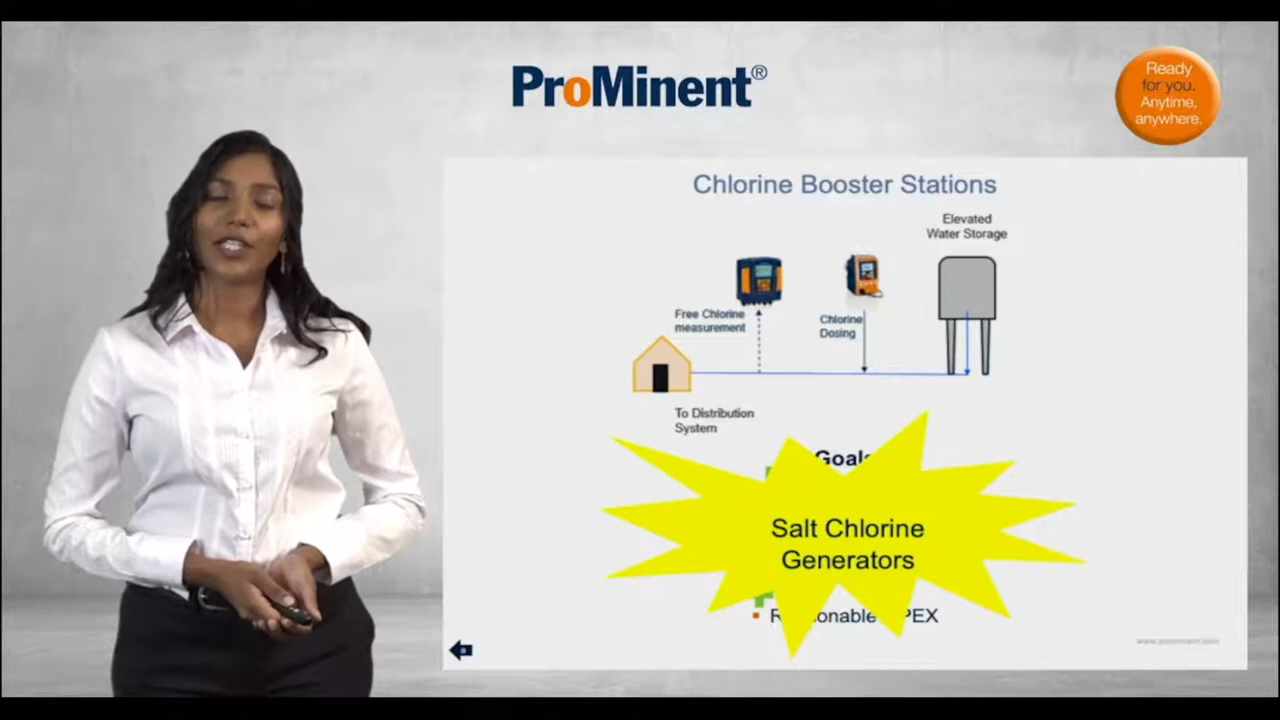 ProMinent®
Ready
for you.
Anytime,
anywhere.
Chlorine Booster Stations
Elevated
Water Storage
Free Chlorine
measurement
Chlorine
Dosing
To Distribution
System
Goals
Salt Chlorine
Generators